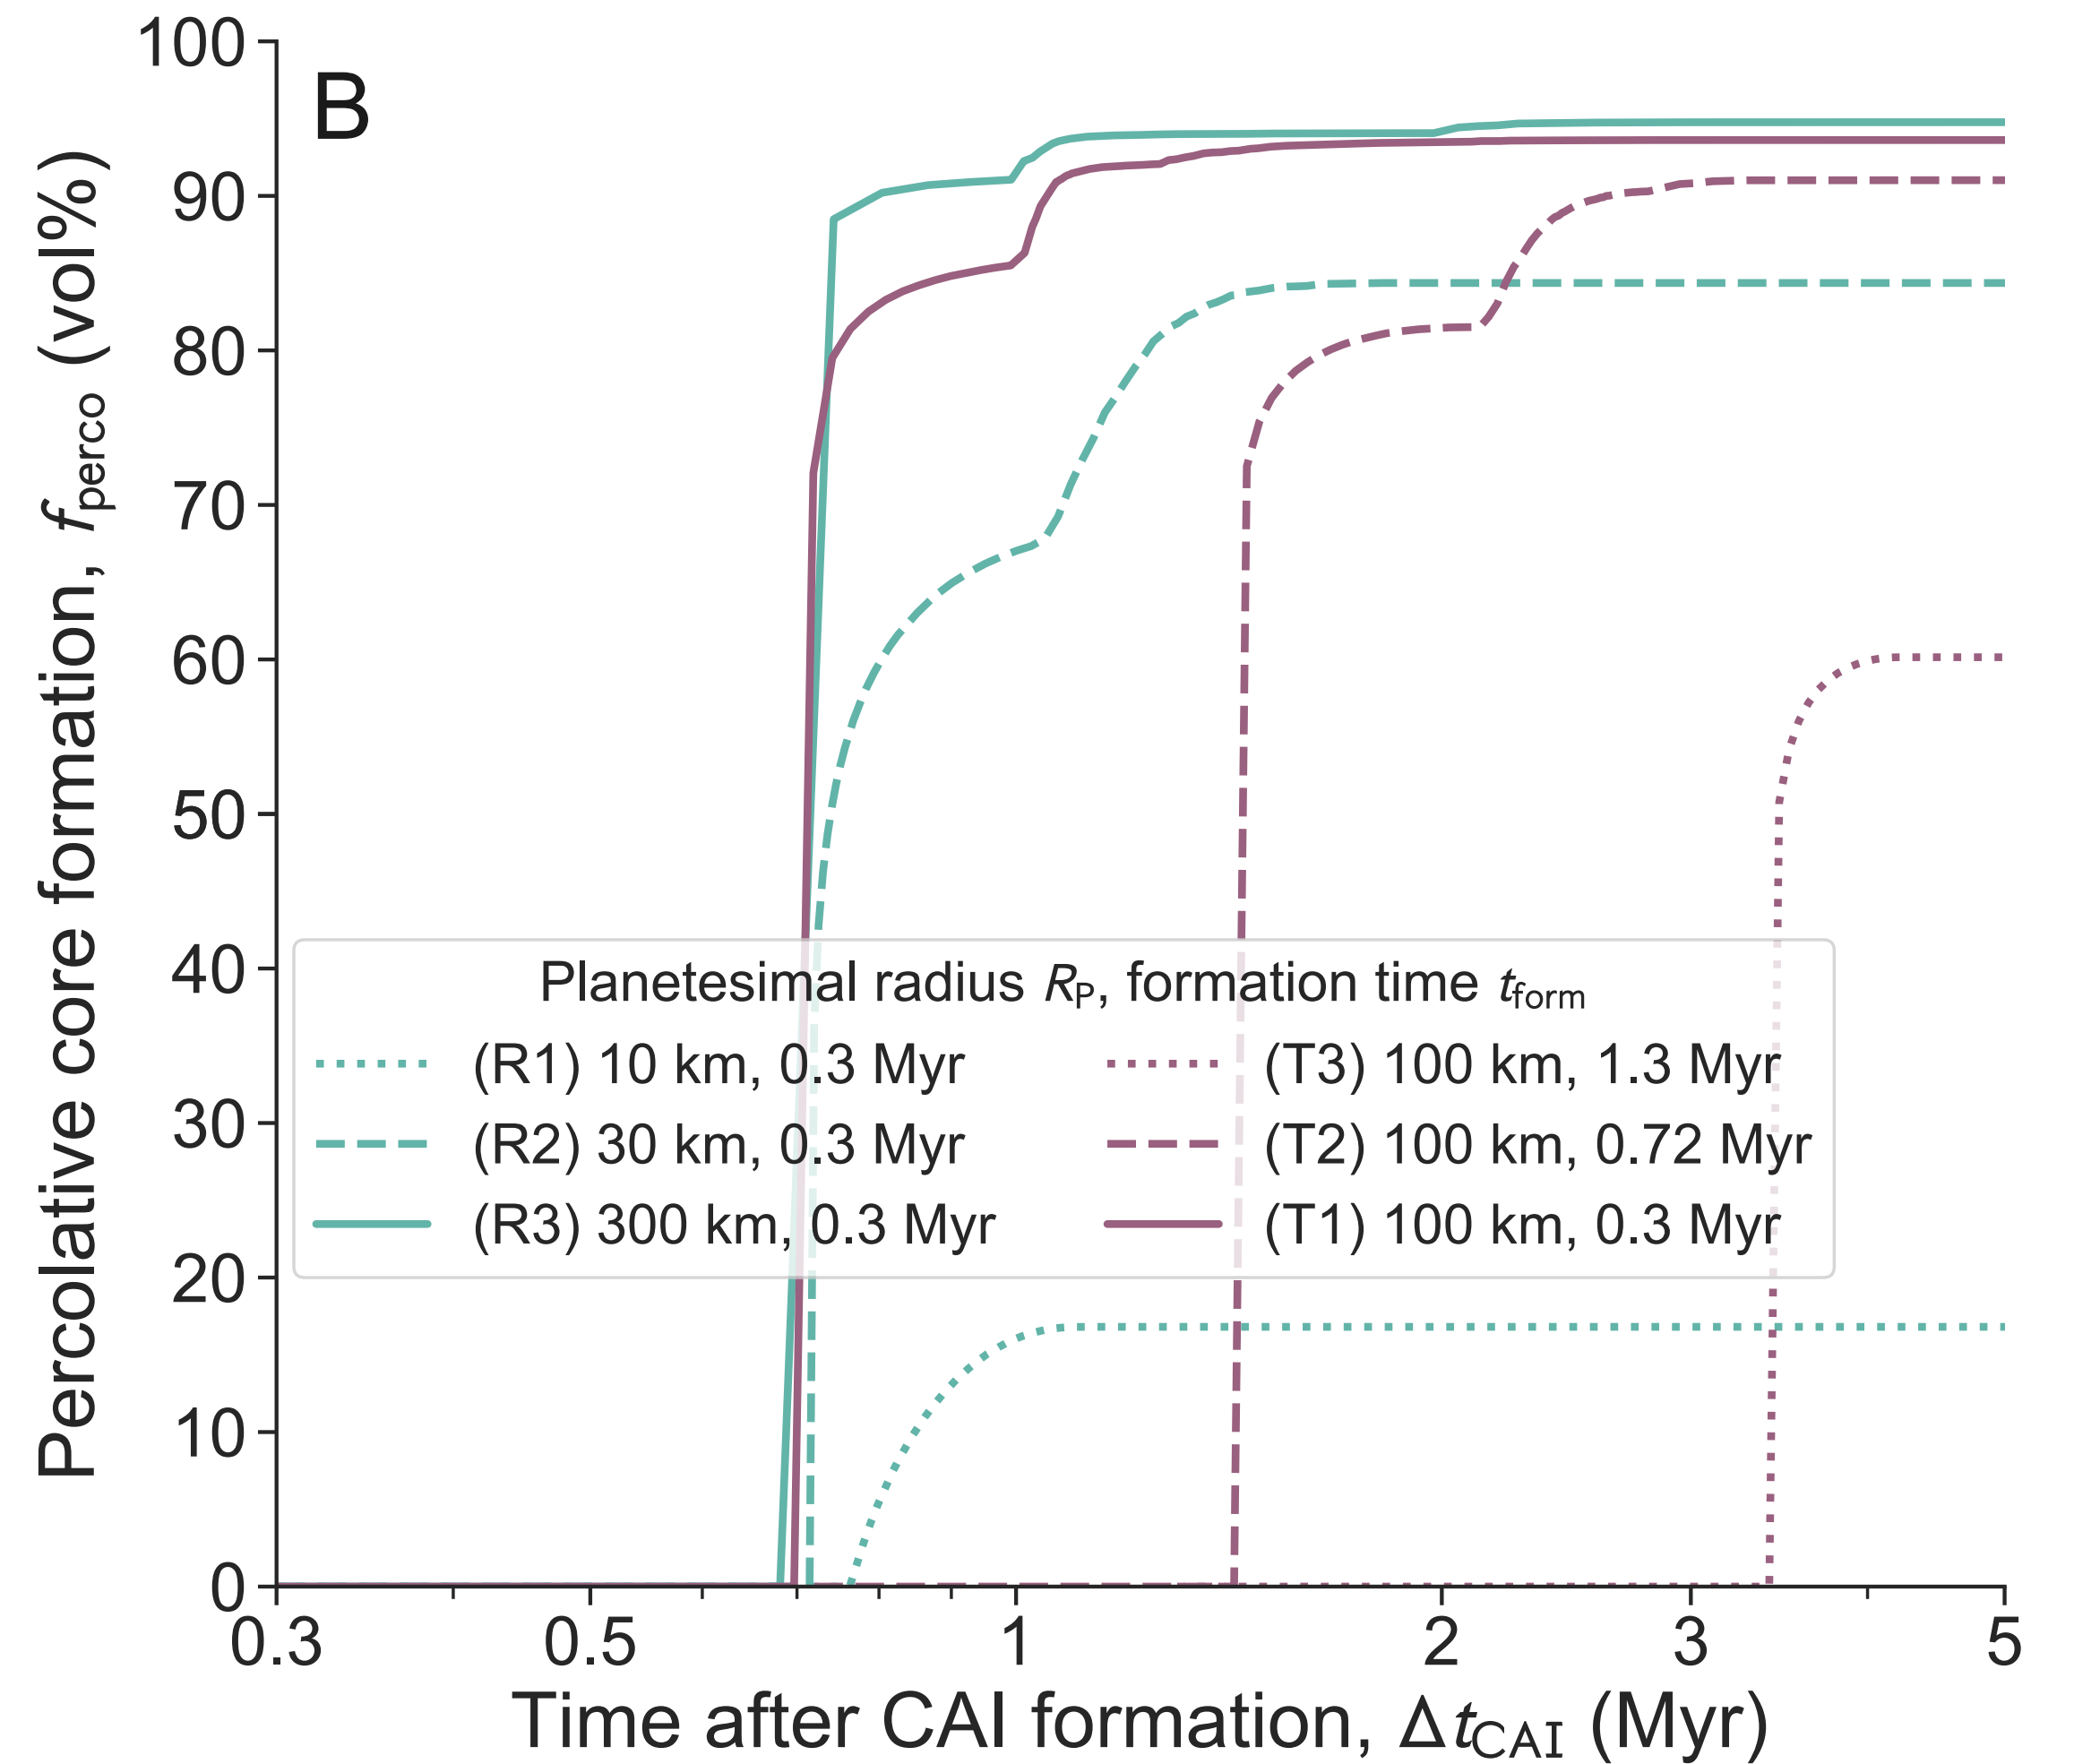 B
Percolative core formation, fperco (vol%)
100
90
80
70
60
50
40
30
20
10
0
Planetesimal radius RP, formation time tform
(R1) 10 km, 0.3 Myr
(R2) 30 km, 0.3 Myr
(R3) 300 km, 0.3 Myr
(T3) 100 km, 1.3 Myr
(T2) 100 km, 0.72 Myr
(T1) 100 km, 0.3 Myr
0.3 0.5 1 2 3 5
Time after CAI formation, ΔtCAI (Myr)